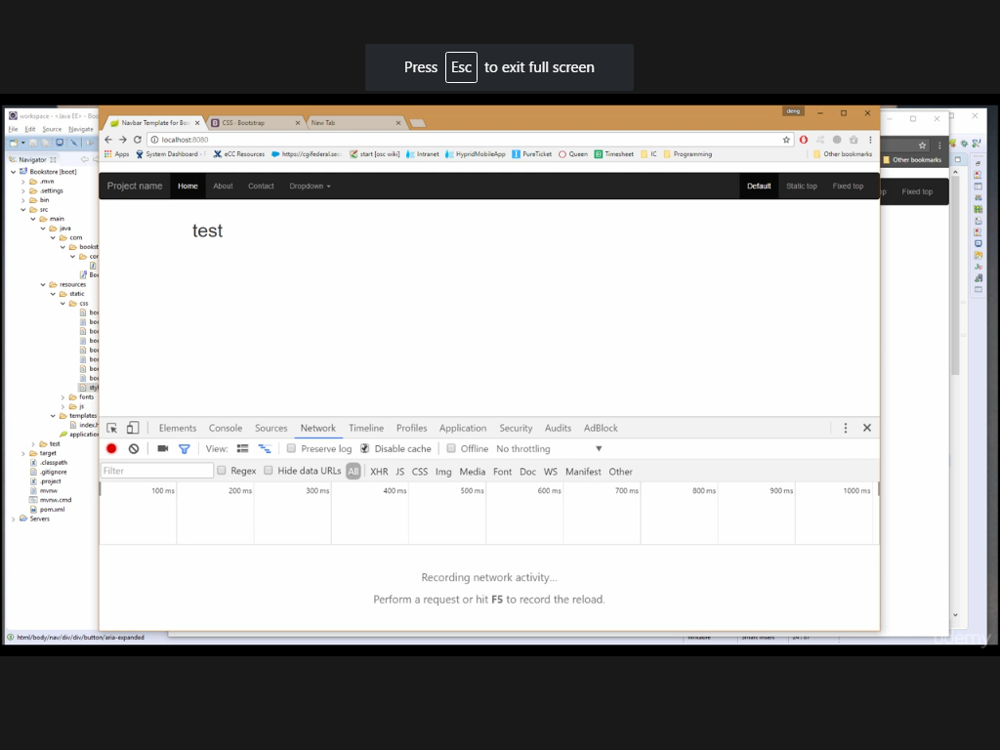 Press Esc to exit full screen
workspace - <Java EE> - Boo
File Edit Source Navigate
Navigator
Bookstore [boot]
.mvn
.settings
bin
src
main
java
com
bookst
con
Boo
resources
static
css
boo
boo
boo
boo
boo
boo
boo
boo
styl
fonts
js
templates
index.h
application
test
target
.classpath
.gitignore
.project
mvnw
mvnw.cmd
pom.xml
Servers
html/body/nav/div/div/button/aria-expanded
deng
Navbar Template for Boo
CSS · Bootstrap
New Tab
localhost:8080
Apps System Dashboard - eCC Resources https://cgifederal.sec start [osc wiki] Intranet HypridMobileApp PureTicket Queen Timesheet IC Programming Other bookmarks
Project name Home About Contact Dropdown Default Static top Fixed top
test
Elements Console Sources Network Timeline Profiles Application Security Audits AdBlock
View: Preserve log Disable cache Offline No throttling
Filter Regex Hide data URLs All XHR JS CSS Img Media Font Doc WS Manifest Other
100 ms 200 ms 300 ms 400 ms 500 ms 600 ms 700 ms 800 ms 900 ms 1000 ms
Recording network activity...
Perform a request or hit F5 to record the reload.
Other bookmarks
op Fixed top
Writable Smart Insert
udemy